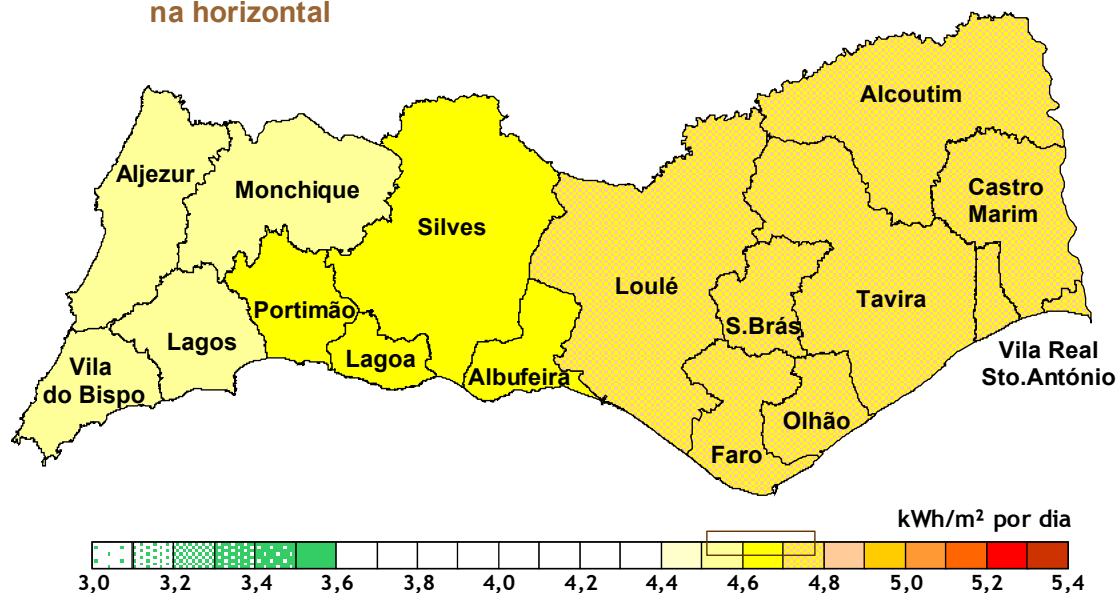 na horizontal
Alcoutim
Aljezur
Monchique
Castro
Marim
Silves
Loulé
Tavira
Portimão
S.Brás
Lagos
Lagoa
Vila
do Bispo
Albufeira
Vila Real
Sto.António
Olhão
Faro
kWh/m² por dia
3,0 3,2 3,4 3,6 3,8 4,0 4,2 4,4 4,6 4,8 5,0 5,2 5,4